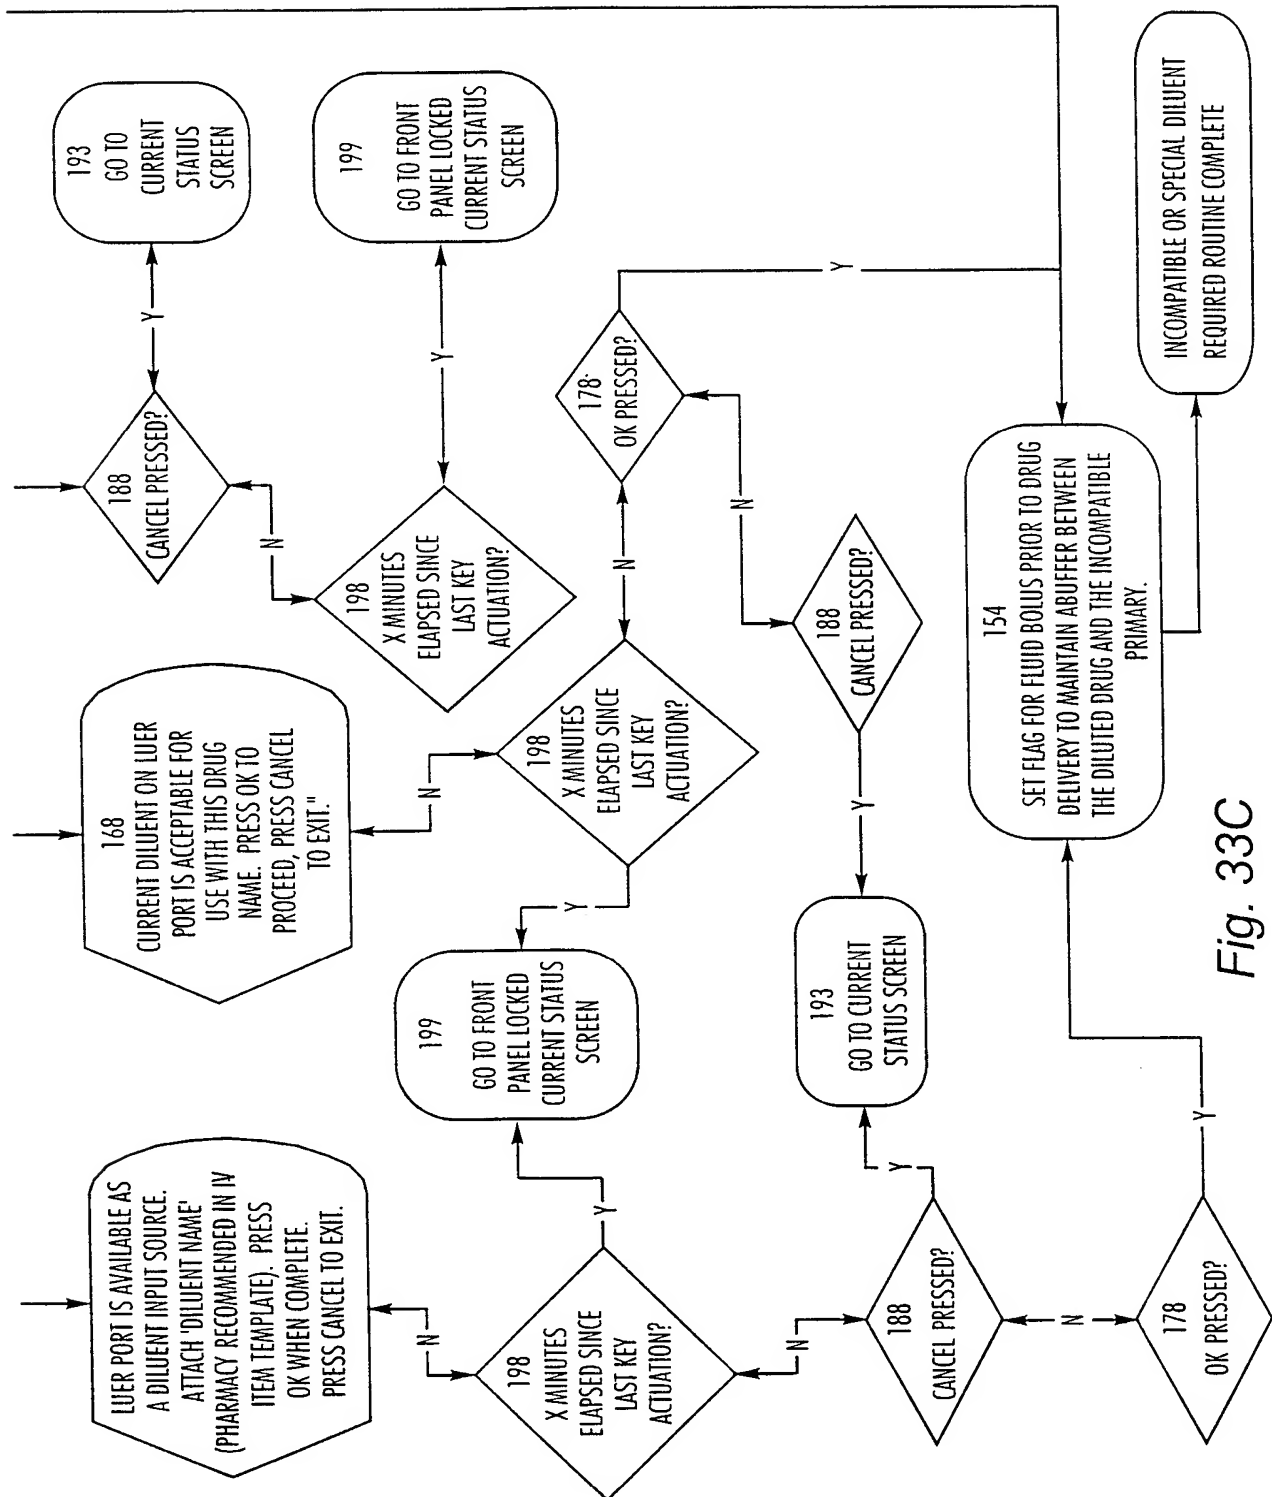 193
GO TO
CURRENT
STATUS
SCREEN
Y
188
CANCEL PRESSED?
N
198
X MINUTES
ELAPSED SINCE
LAST KEY
ACTUATION?
Y
199
GO TO FRONT
PANEL LOCKED
CURRENT STATUS
SCREEN
168
CURRENT DILUENT ON LUER
PORT IS ACCEPTABLE FOR
USE WITH THIS DRUG
NAME. PRESS OK TO
PROCEED, PRESS CANCEL
TO EXIT."
N
198
X MINUTES
ELAPSED SINCE
LAST KEY
ACTUATION?
N
178
OK PRESSED?
Y
N
188
CANCEL PRESSED?
Y
Y
199
GO TO FRONT
PANEL LOCKED
CURRENT STATUS
SCREEN
193
GO TO CURRENT
STATUS SCREEN
LUER PORT IS AVAILABLE AS
A DILUENT INPUT SOURCE.
ATTACH 'DILUENT NAME'
(PHARMACY RECOMMENDED IN IV
ITEM TEMPLATE). PRESS
OK WHEN COMPLETE.
PRESS CANCEL TO EXIT.
N
198
X MINUTES
ELAPSED SINCE
LAST KEY
ACTUATION?
Y
N
188
CANCEL PRESSED?
Y
N
178
OK PRESSED?
Y
154
SET FLAG FOR FLUID BOLUS PRIOR TO DRUG
DELIVERY TO MAINTAIN ABUFFER BETWEEN
THE DILUTED DRUG AND THE INCOMPATIBLE
PRIMARY.
INCOMPATIBLE OR SPECIAL DILUENT
REQUIRED ROUTINE COMPLETE
Fig. 33C